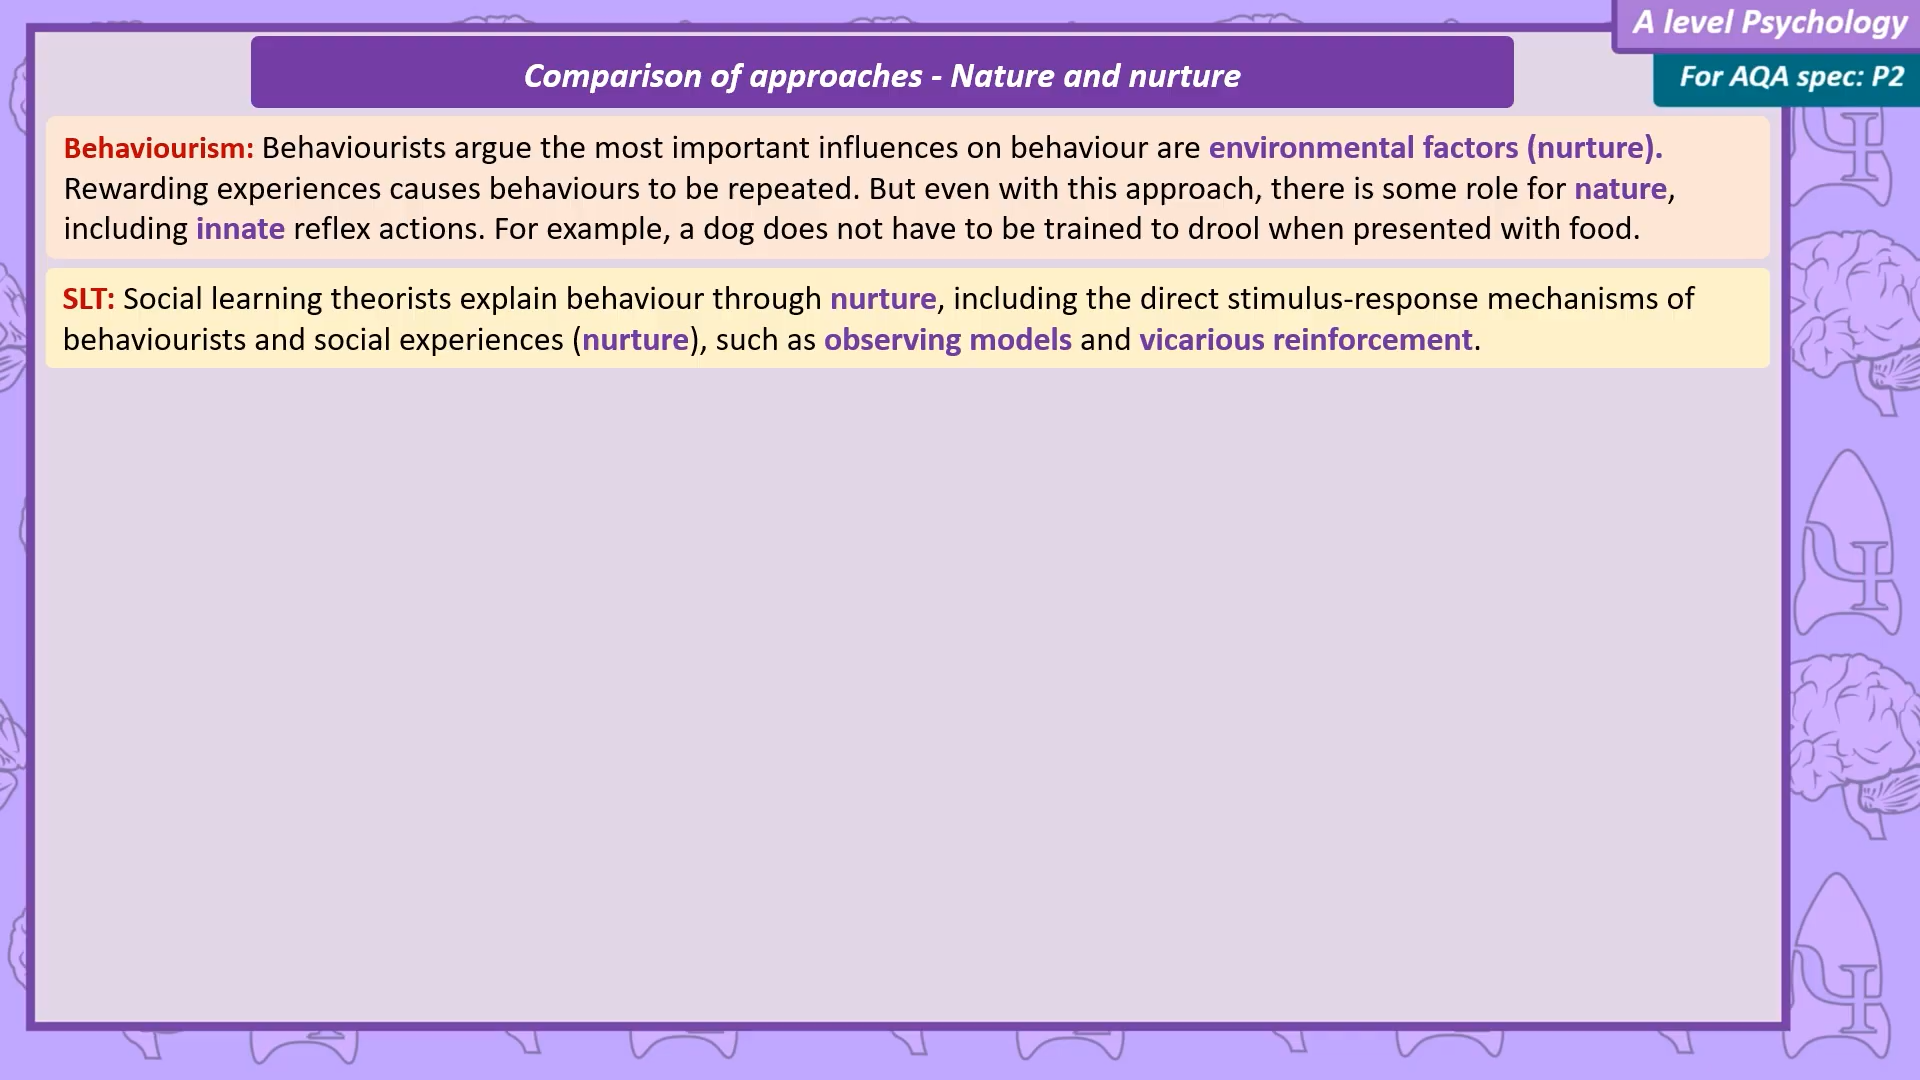 A level Psychology
For AQA spec: P2
Comparison of approaches - Nature and nurture
Behaviourism: Behaviourists argue the most important influences on behaviour are environmental factors (nurture).
Rewarding experiences causes behaviours to be repeated. But even with this approach, there is some role for nature,
including innate reflex actions. For example, a dog does not have to be trained to drool when presented with food.
SLT: Social learning theorists explain behaviour through nurture, including the direct stimulus-response mechanisms of
behaviourists and social experiences (nurture), such as observing models and vicarious reinforcement.